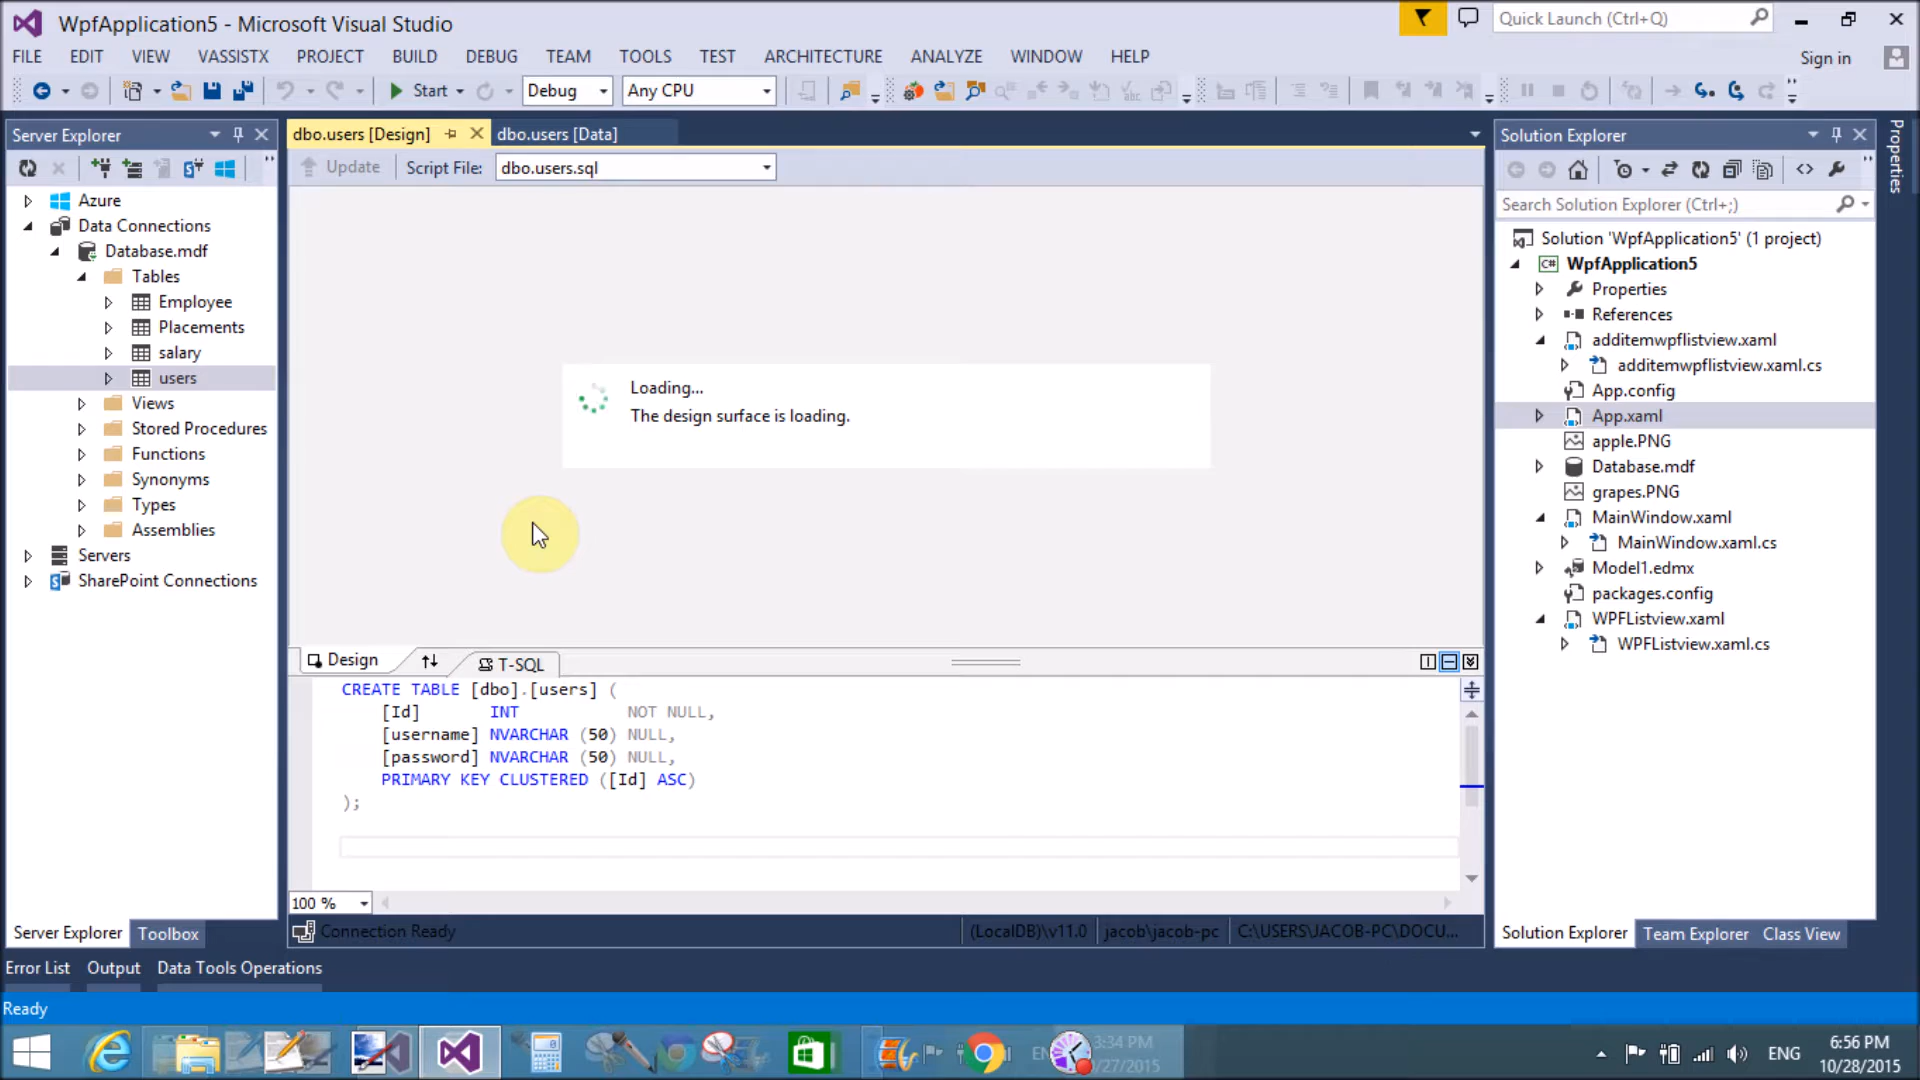 WpfApplication5 - Microsoft Visual Studio
Quick Launch (Ctrl+Q)
FILE EDIT VIEW VASSISTX PROJECT BUILD DEBUG TEAM TOOLS TEST ARCHITECTURE ANALYZE WINDOW HELP
Sign in
Start
Debug
Any CPU
Server Explorer
Azure
Data Connections
Database.mdf
Tables
Employee
Placements
salary
users
Views
Stored Procedures
Functions
Synonyms
Types
Assemblies
Servers
SharePoint Connections
Server Explorer
Toolbox
dbo.users [Design]
dbo.users [Data]
Update
Script File:
dbo.users.sql
Loading...
The design surface is loading.
Design
T-SQL
CREATE TABLE [dbo].[users] (
[Id] INT NOT NULL,
[username] NVARCHAR (50) NULL,
[password] NVARCHAR (50) NULL,
PRIMARY KEY CLUSTERED ([Id] ASC)
);
100 %
Connection Ready
(LocalDB)\v11.0
jacob\jacob-pc
C:\USERS\JACOB-PC\DOCU...
Solution Explorer
Search Solution Explorer (Ctrl+;)
Solution 'WpfApplication5' (1 project)
C# WpfApplication5
Properties
References
additemwpflistview.xaml
additemwpflistview.xaml.cs
App.config
App.xaml
apple.PNG
Database.mdf
grapes.PNG
MainWindow.xaml
MainWindow.xaml.cs
Model1.edmx
packages.config
WPFListview.xaml
WPFListview.xaml.cs
Solution Explorer
Team Explorer
Class View
Properties
Error List
Output
Data Tools Operations
Ready
3:34 PM
ENG
6:56 PM
10/28/2015